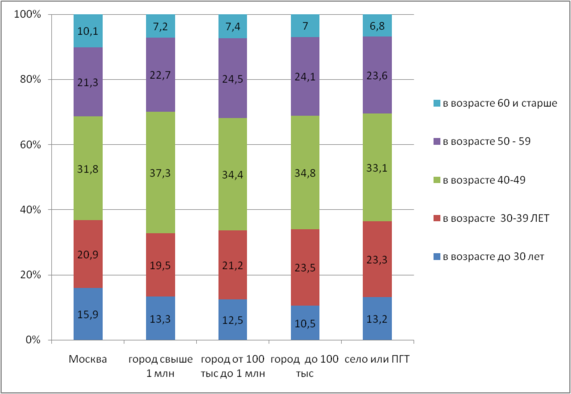 100%
10,1 7,2 7,4 7 6,8
в возрасте 60 и старше
80%
21,3 22,7 24,5 24,1 23,6
в возрасте 50 - 59
60%
31,8 37,3 34,4 34,8 33,1
в возрасте 40-49
40%
в возрасте 30-39 ЛЕТ
20,9 19,5 21,2 23,5 23,3
20%
в возрасте до 30 лет
15,9 13,3 12,5 10,5 13,2
0%
Москва город свыше город от 100 город до 100 село или ПГТ
1 млн тыс до 1 млн тыс